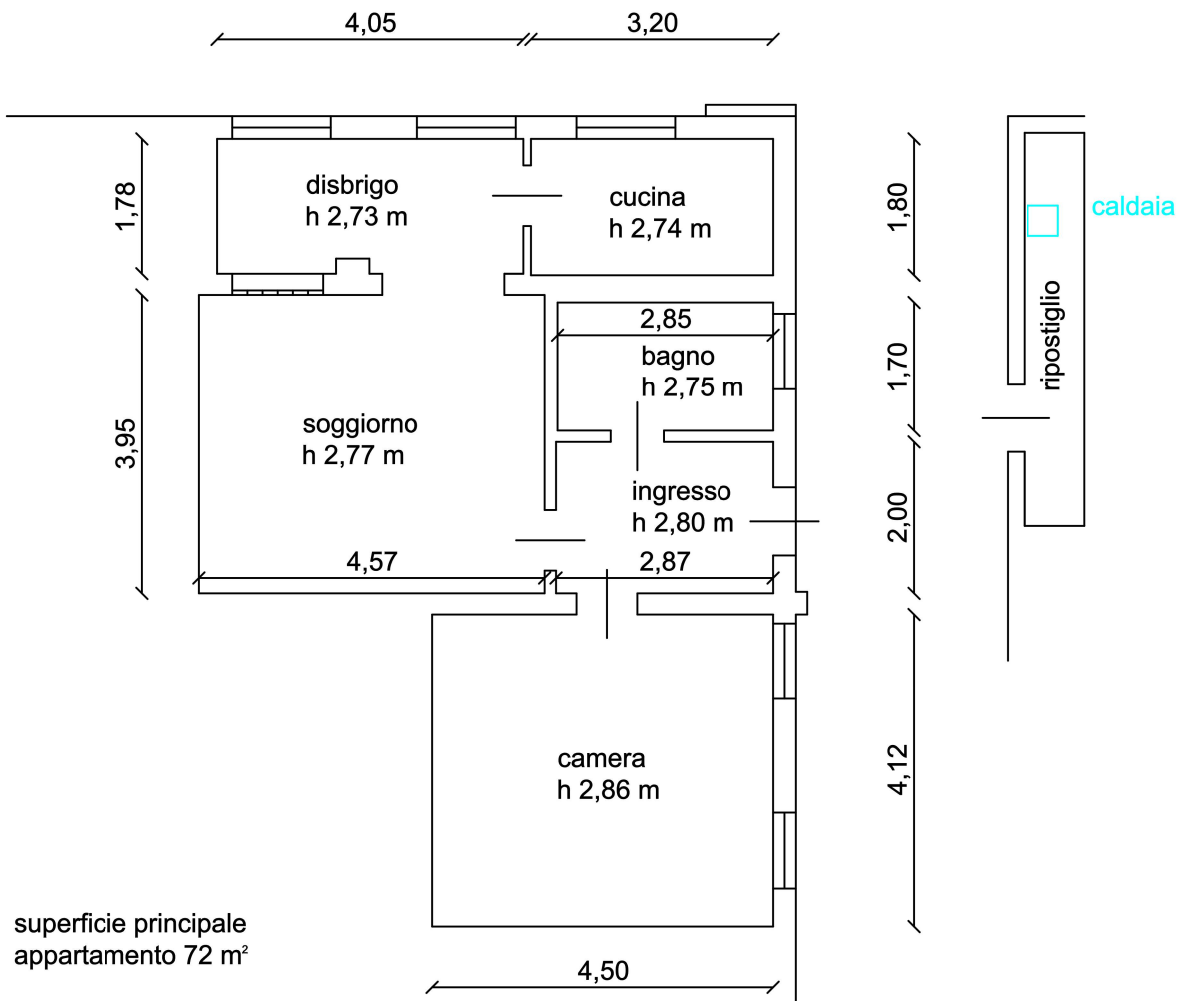 4,05
3,20
disbrigo
h 2,73 m
cucina
h 2,74 m
1,78
1,80
caldaia
ripostiglio
2,85
bagno
h 2,75 m
1,70
soggiorno
h 2,77 m
3,95
ingresso
h 2,80 m
2,00
4,57
2,87
camera
h 2,86 m
4,12
superficie principale
appartamento 72 m²
4,50